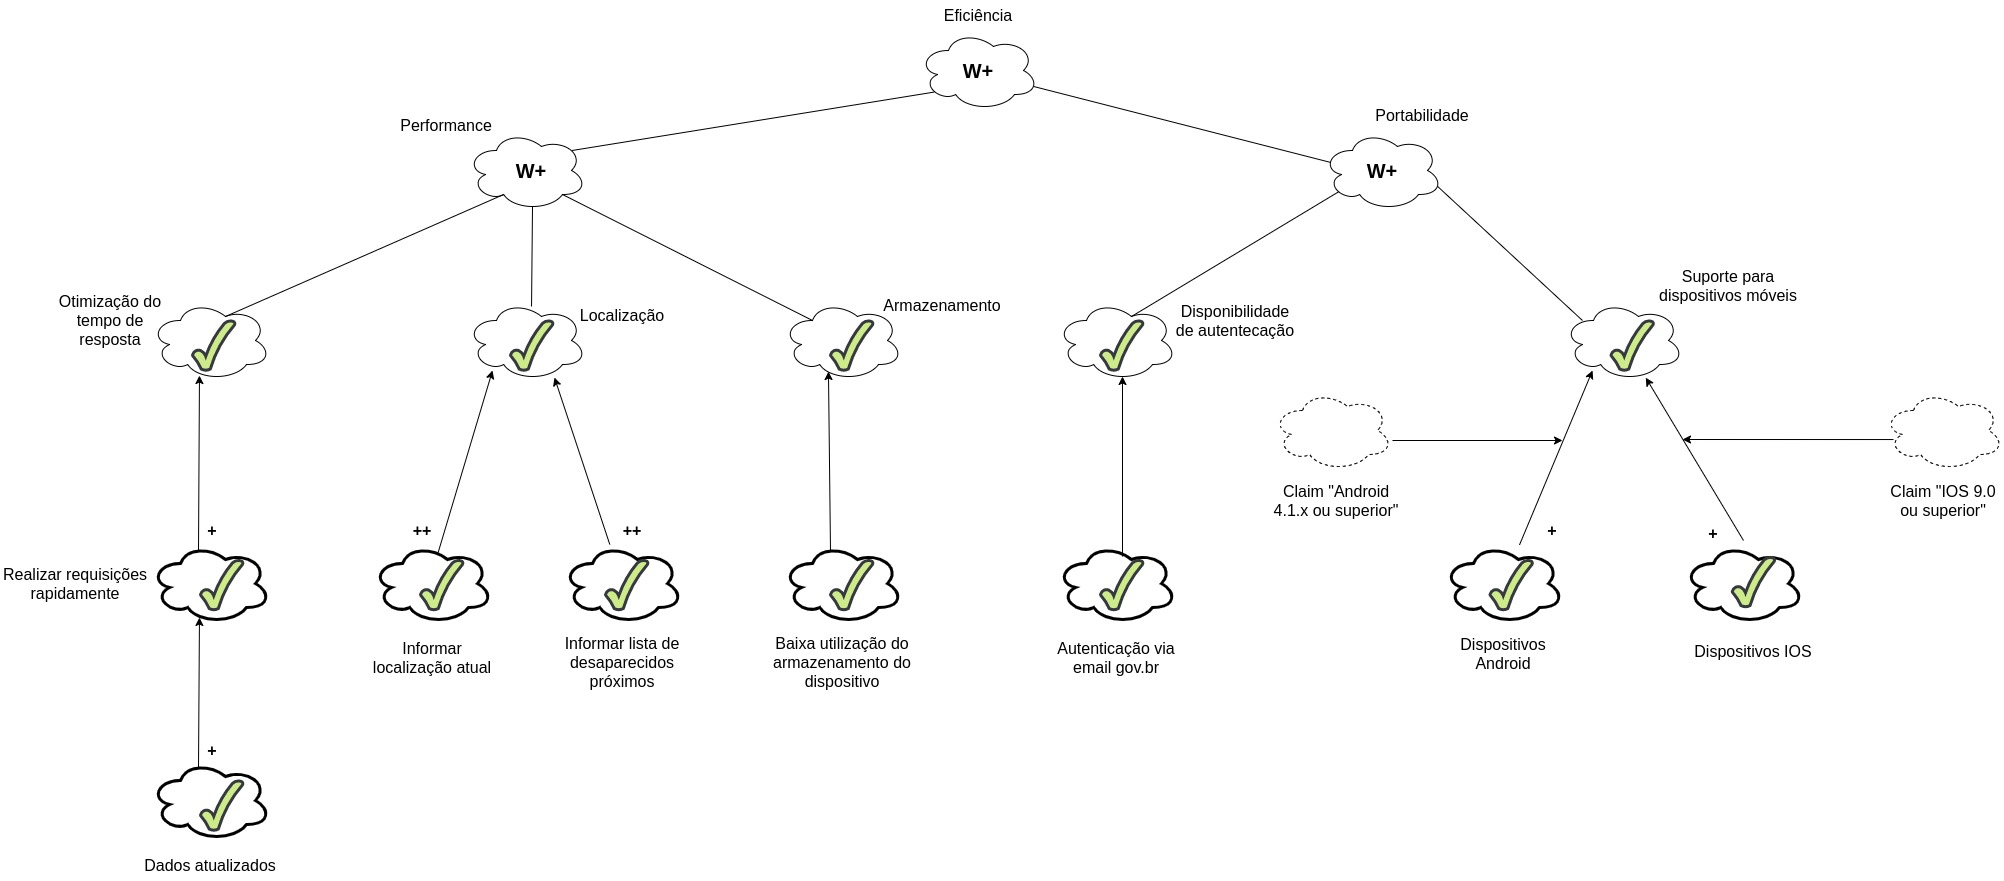 Eficiência
W+
Performance
W+
Portabilidade
W+
Otimização do
tempo de
resposta
Localização
Armazenamento
Disponibilidade
de autentecação
Suporte para
dispositivos móveis
Claim "Android
4.1.x ou superior"
Claim "IOS 9.0
ou superior"
+
++
++
+
+
Realizar requisições
rapidamente
Informar
localização atual
Informar lista de
desaparecidos
próximos
Baixa utilização do
armazenamento do
dispositivo
Autenticação via
email gov.br
Dispositivos
Android
Dispositivos IOS
+
Dados atualizados